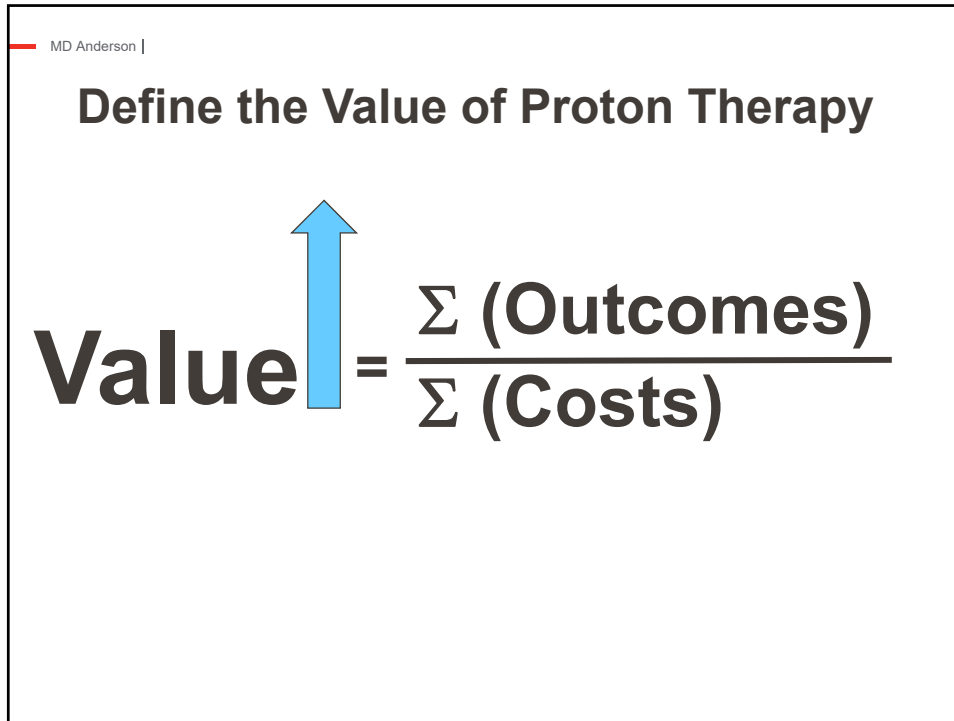 MD Anderson |
Define the Value of Proton Therapy
Value = Σ (Outcomes)
Σ (Costs)